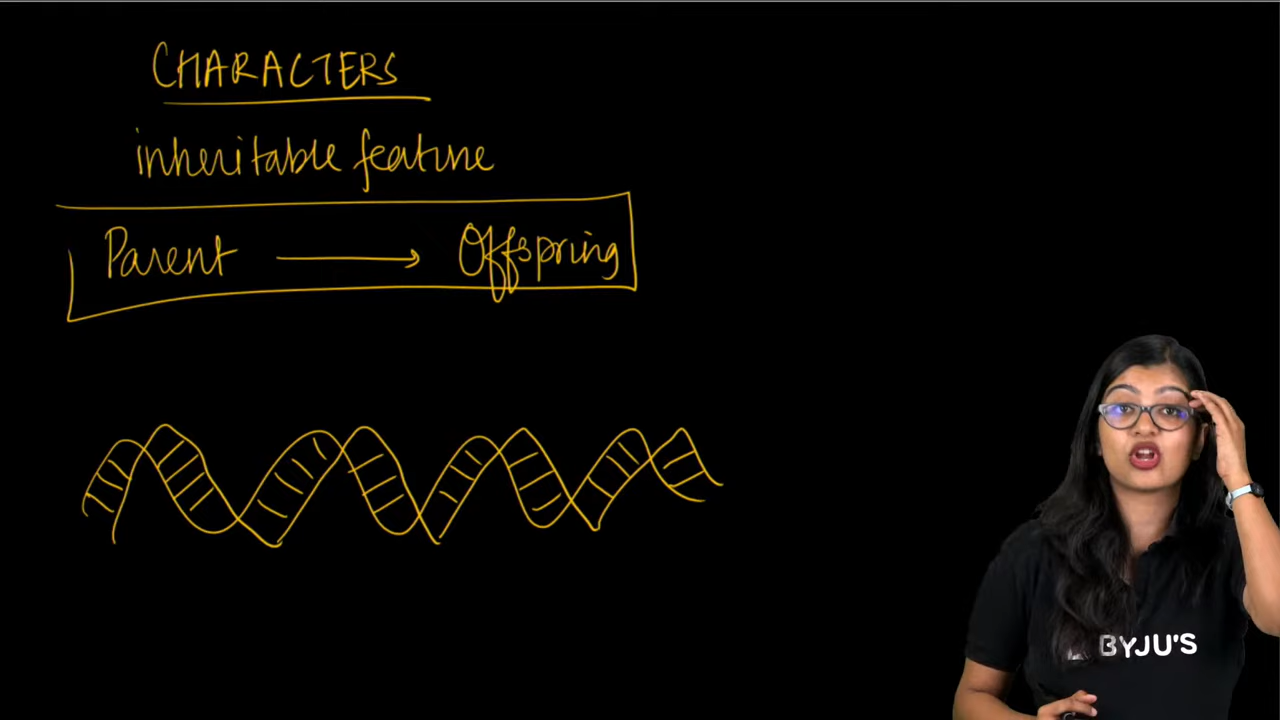 CHARACTERS
inheritable feature
Parent → Offspring
BYJU'S